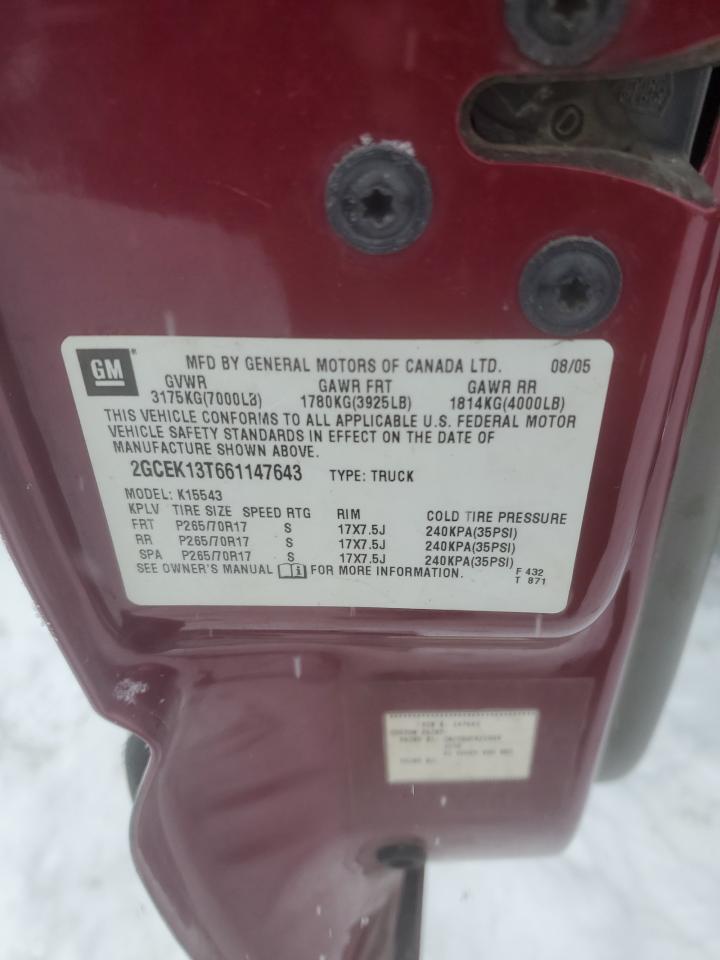 GM
MFD BY GENERAL MOTORS OF CANADA LTD. 08/05
GVWR GAWR FRT GAWR RR
3175KG(7000LB) 1780KG(3925LB) 1814KG(4000LB)
THIS VEHICLE CONFORMS TO ALL APPLICABLE U.S. FEDERAL MOTOR
VEHICLE SAFETY STANDARDS IN EFFECT ON THE DATE OF
MANUFACTURE SHOWN ABOVE.
2GCEK13T661147643 TYPE: TRUCK
MODEL: K15543
KPLV TIRE SIZE SPEED RTG RIM COLD TIRE PRESSURE
FRT P265/70R17 S 17X7.5J 240KPA(35PSI)
RR P265/70R17 S 17X7.5J 240KPA(35PSI)
SPA P265/70R17 S 17X7.5J 240KPA(35PSI)
SEE OWNER'S MANUAL FOR MORE INFORMATION. F 432
T 871
147643